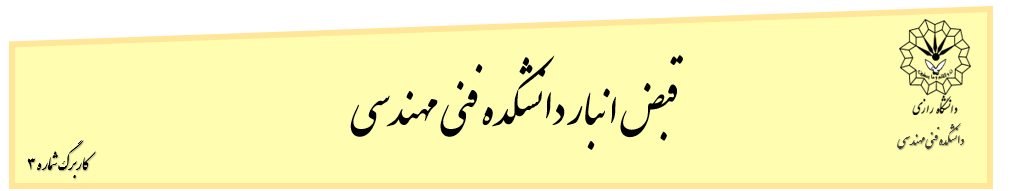 قبض انبار دانشکده فنی مهندسی
دانشگاه رازی
دانشکده فنی مهندسی
کاربرگ شماره ۳